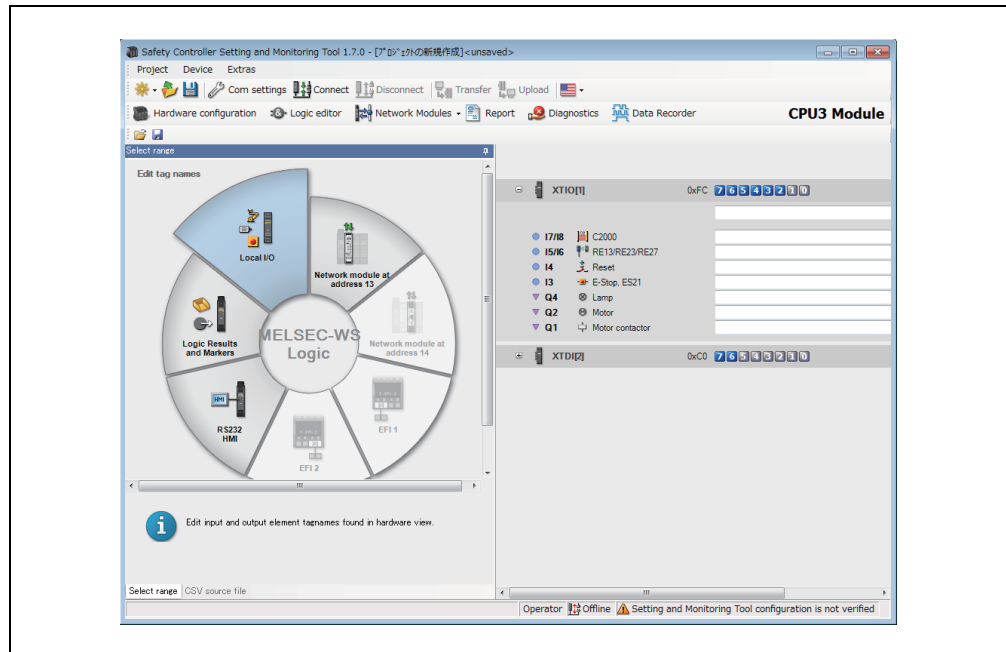 Safety Controller Setting and Monitoring Tool 1.7.0 - [プロジェクトの新規作成]<unsaved>
Project Device Extras
Com settings Connect Disconnect Transfer Upload
Hardware configuration Logic editor Network Modules Report Diagnostics Data Recorder CPU3 Module
Select range
Edit tag names
Local I/O
Network module at
address 13
MELSEC-WS
Logic
Logic Results
and Markers
Network module at
address 14
RS232
HMI
HMI
EFI 1
EFI 2
XTIO[1] 0xFC 7 6 5 4 3 2 1 0
I7/I8 C2000
I5/I6 RE13/RE23/RE27
I4 Reset
I3 E-Stop, ES21
Q4 Lamp
Q2 Motor
Q1 Motor contactor
XTDI[2] 0xC0 7 6 5 4 3 2 1 0
Edit input and output element tagnames found in hardware view.
Select range CSV source file
Operator Offline Setting and Monitoring Tool configuration is not verified